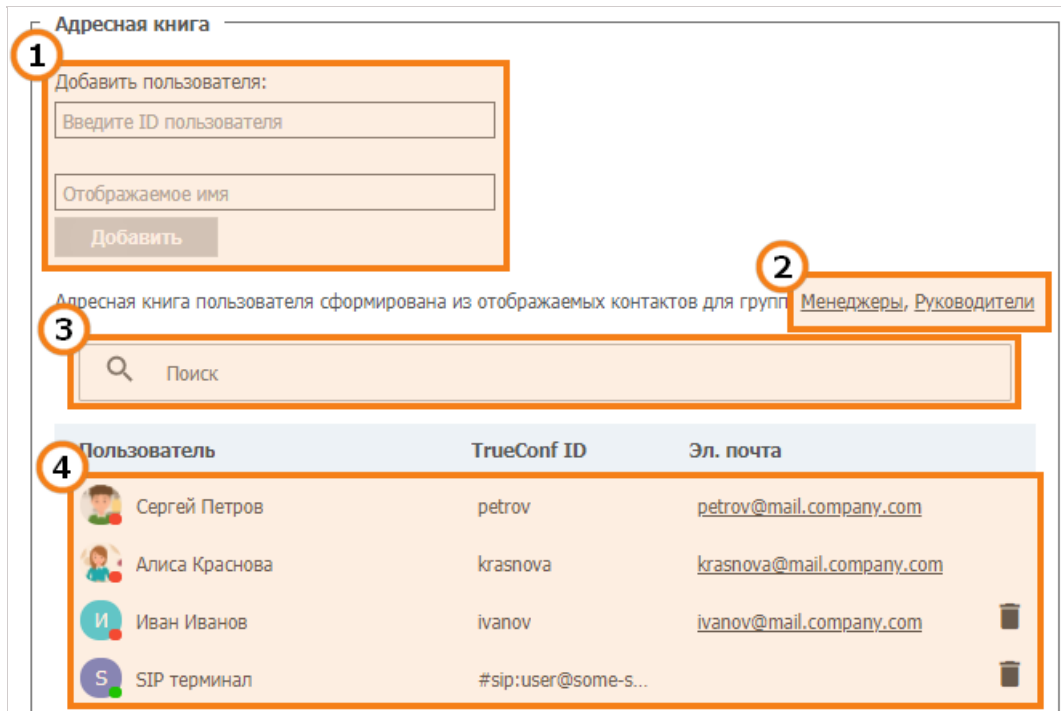 Адресная книга
1
Добавить пользователя:
Введите ID пользователя
Отображаемое имя
Добавить
2
Адресная книга пользователя сформирована из отображаемых контактов для групп Менеджеры, Руководители
3
Поиск
Пользователь TrueConf ID Эл. почта
4
Сергей Петров petrov petrov@mail.company.com
Алиса Краснова krasnova krasnova@mail.company.com
И Иван Иванов ivanov ivanov@mail.company.com
S SIP терминал #sip:user@some-s...